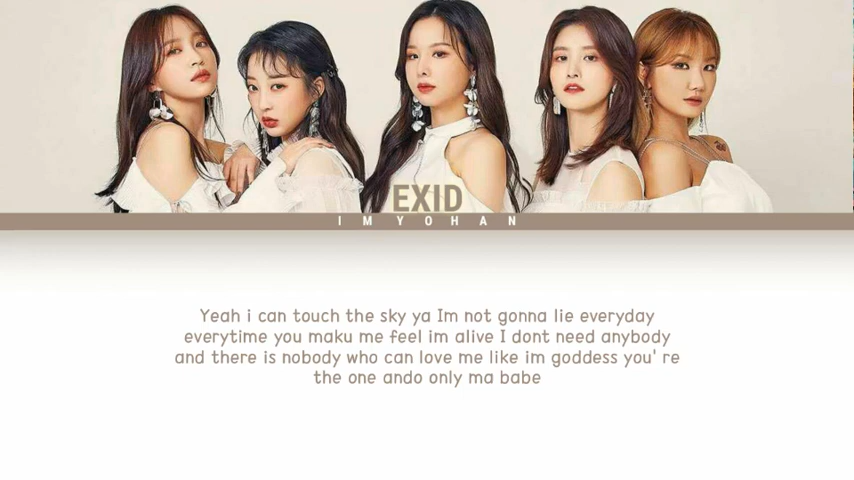 EXID
IMYOHAN
Yeah i can touch the sky ya Im not gonna lie everyday
everytime you maku me feel im alive I dont need anybody
and there is nobody who can love me like im goddess you' re
the one ando only ma babe